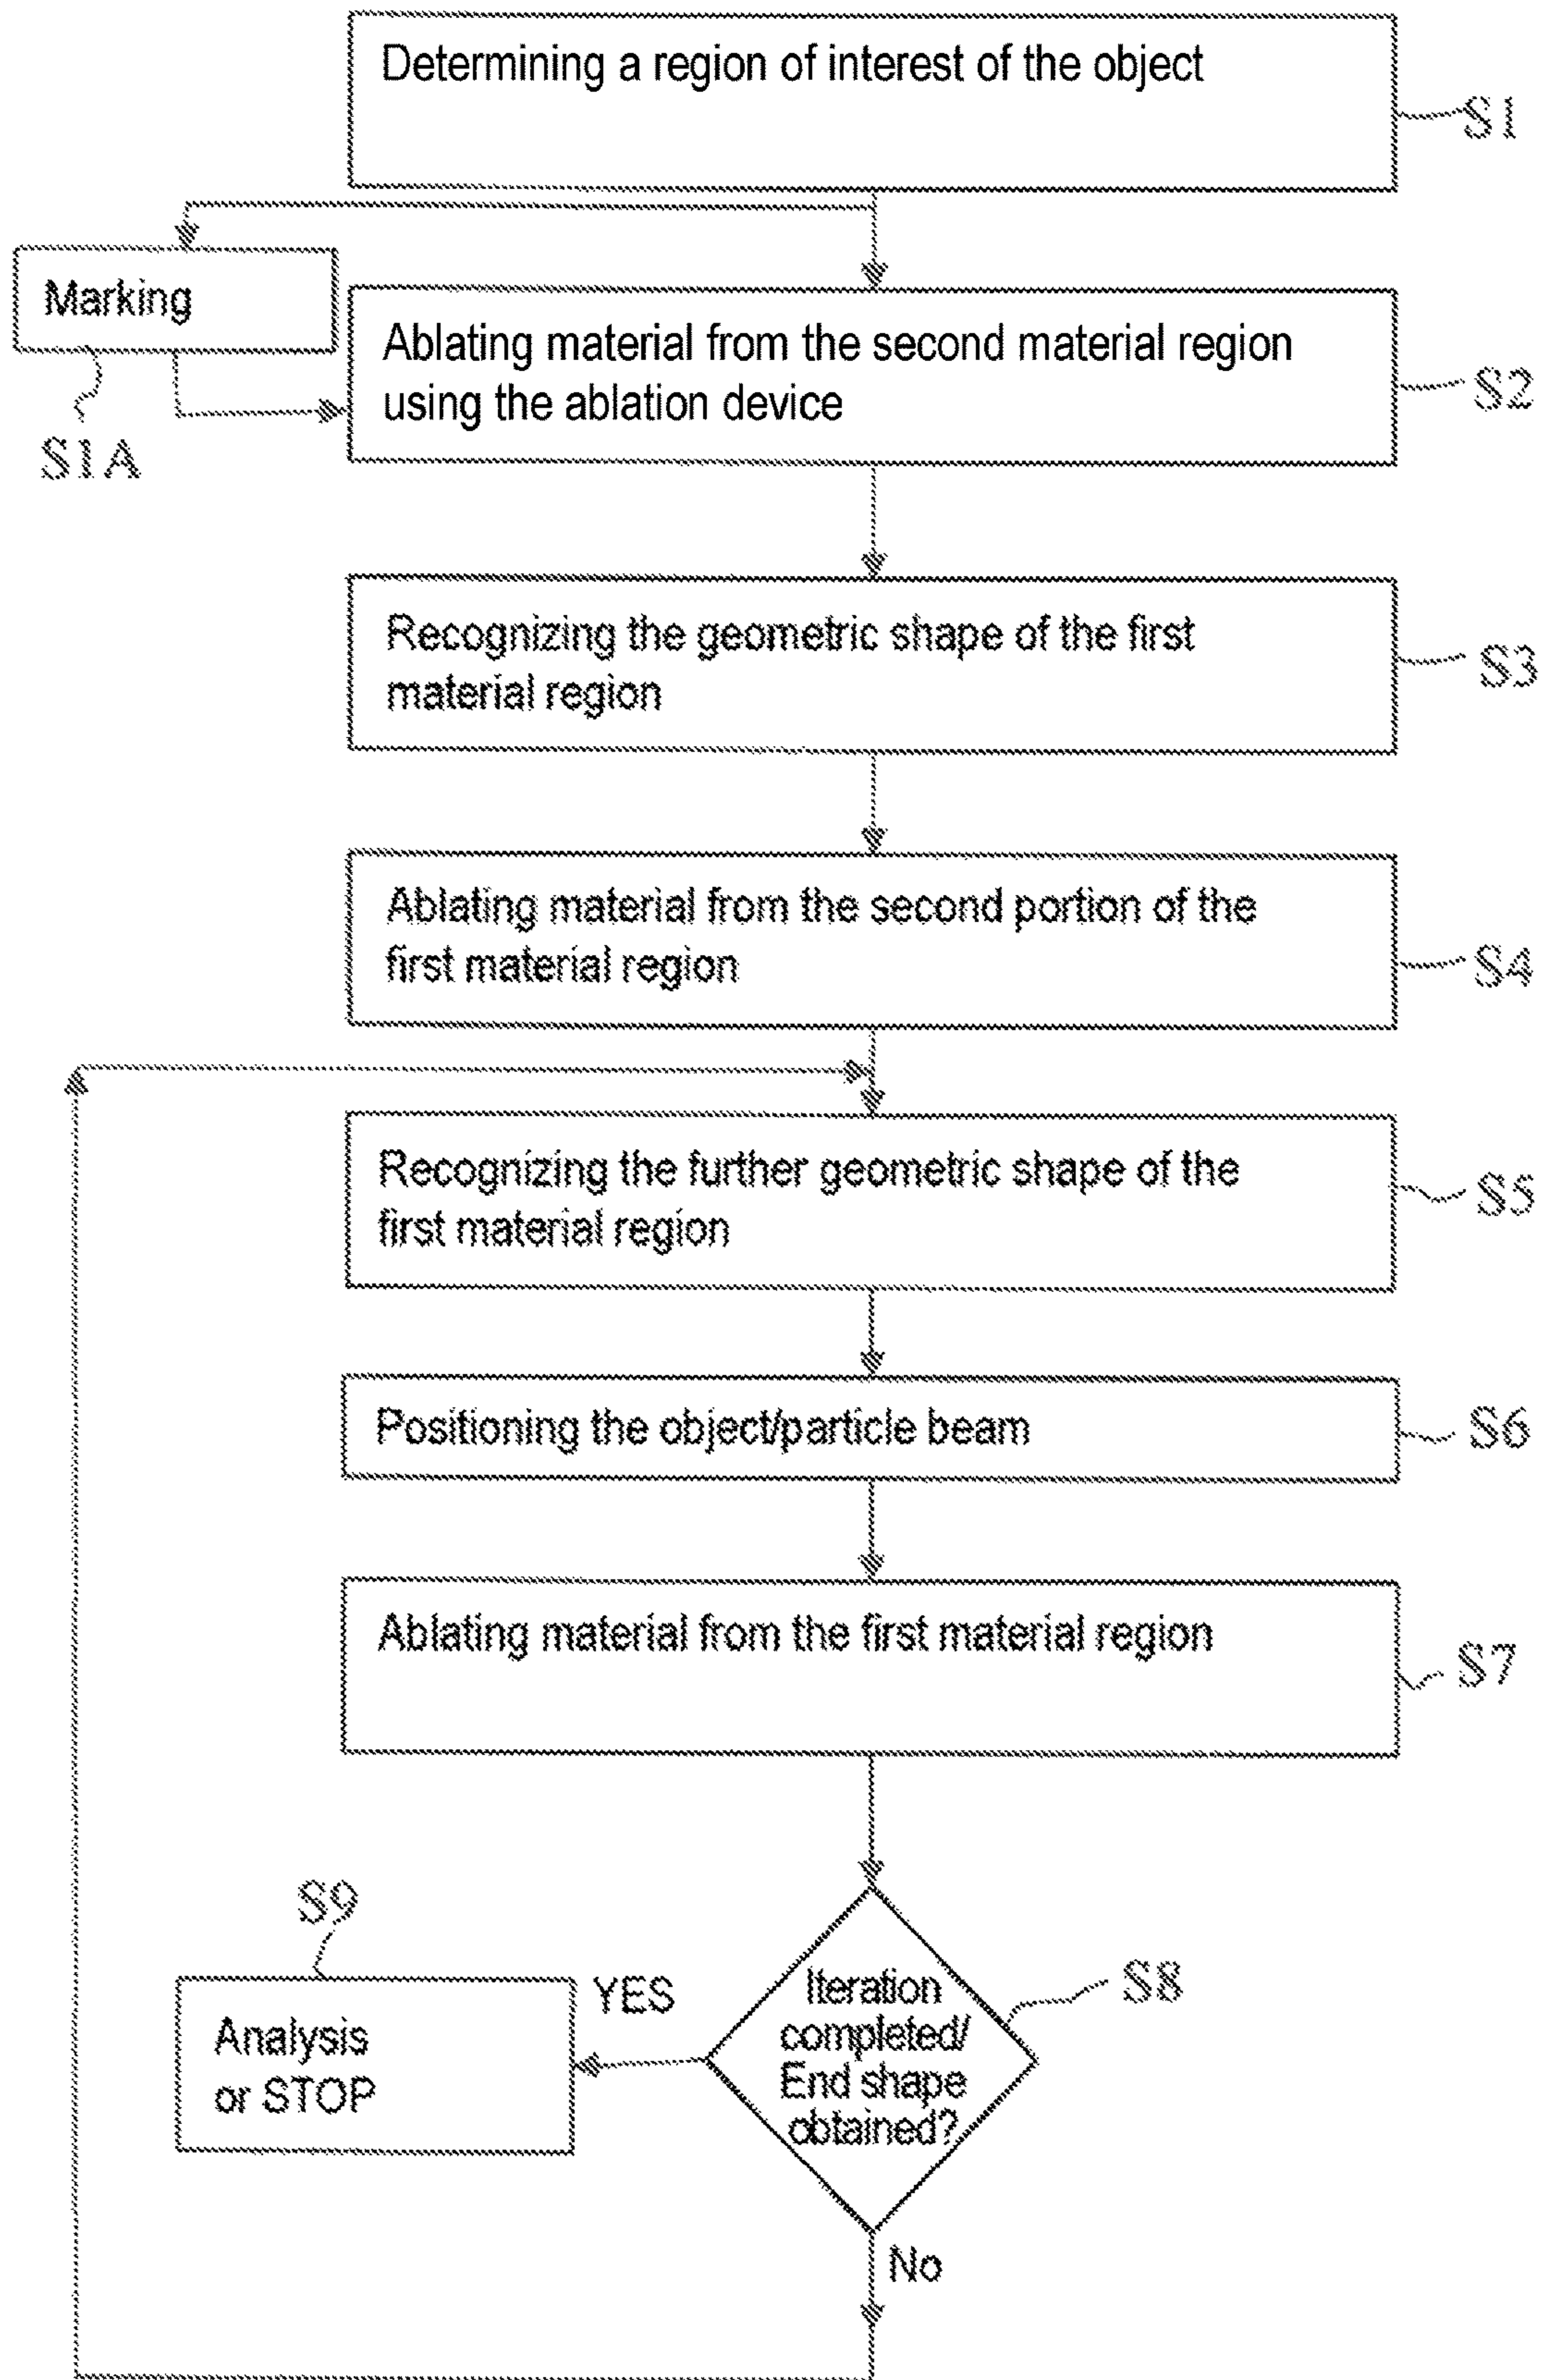 Determining a region of interest of the object
S1
Marking
S1A
Ablating material from the second material region
using the ablation device
S2
Recognizing the geometric shape of the first
material region
S3
Ablating material from the second portion of the
first material region
S4
Recognizing the further geometric shape of the
first material region
S5
Positioning the object/particle beam
S6
Ablating material from the first material region
S7
S9
Analysis
or STOP
YES
Iteration
completed/
End shape
obtained?
S8
No